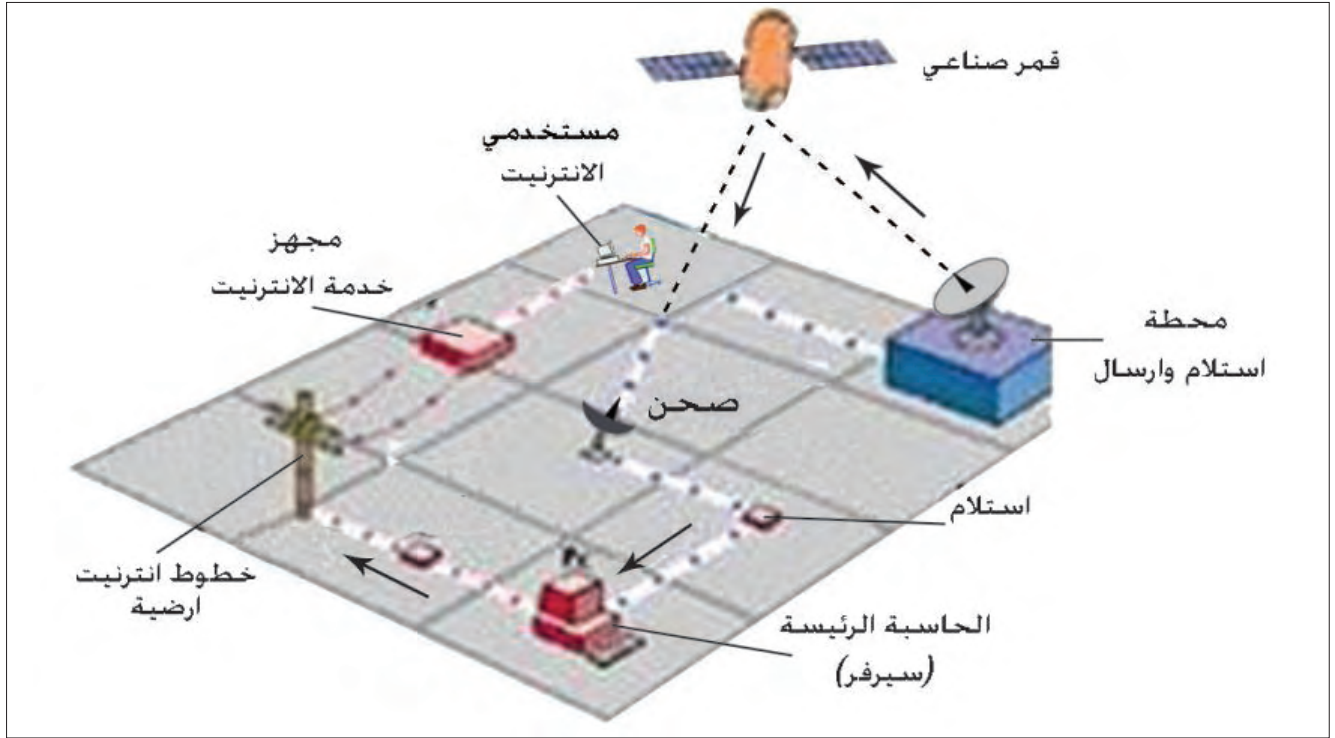 قمر صناعي
مستخدمي
الانترنيت
مجهز
خدمة الانترنيت
محطة
استلام وارسال
صحن
استلام
خطوط انترنيت
ارضية
الحاسبة الرئيسة
(سيرفر)